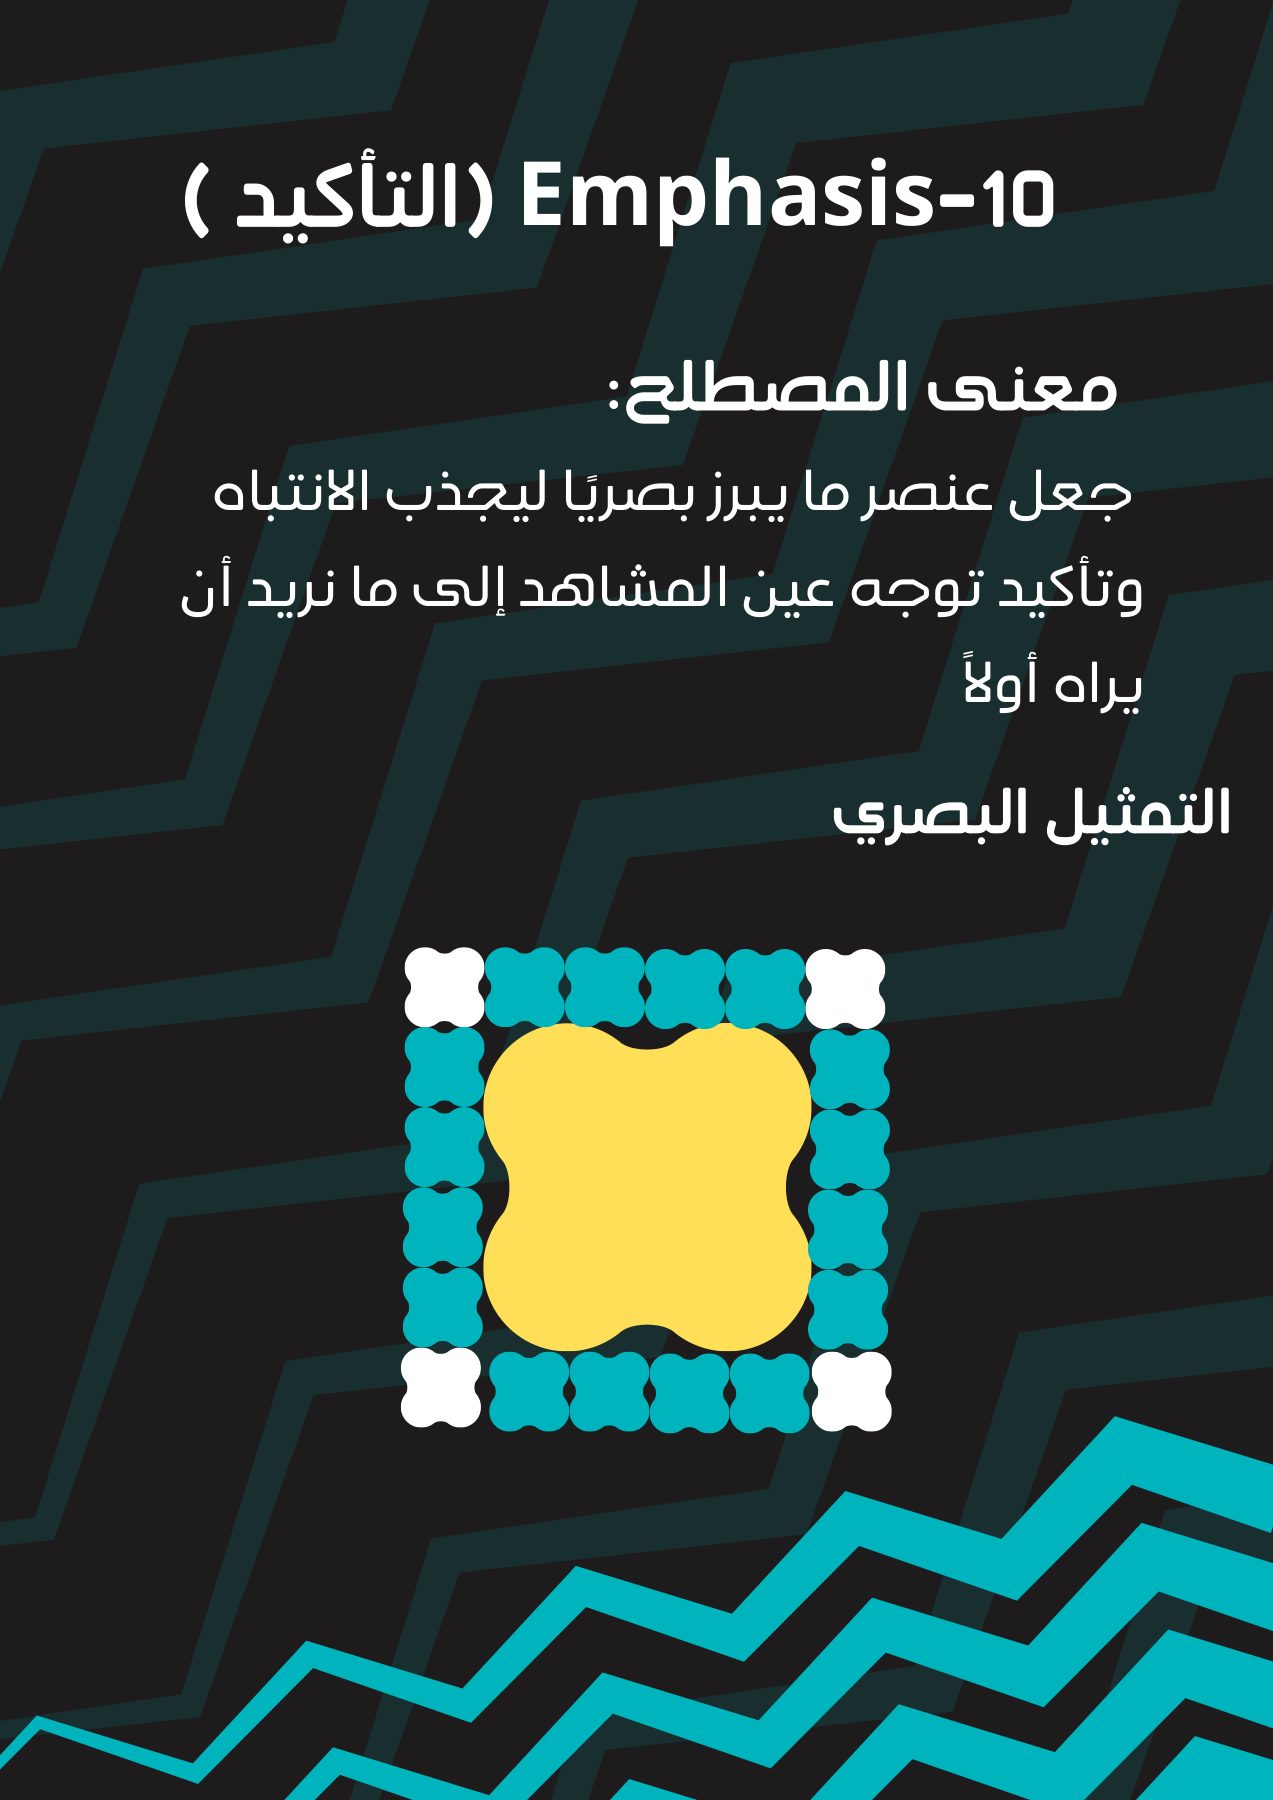 10-Emphasis (التأكيد )
معنى المصطلح:
جعل عنصر ما يبرز بصريًا ليجذب الانتباه
وتأكيد توجه عين المشاهد إلى ما نريد أن
يراه أولاً
التمثيل البصري